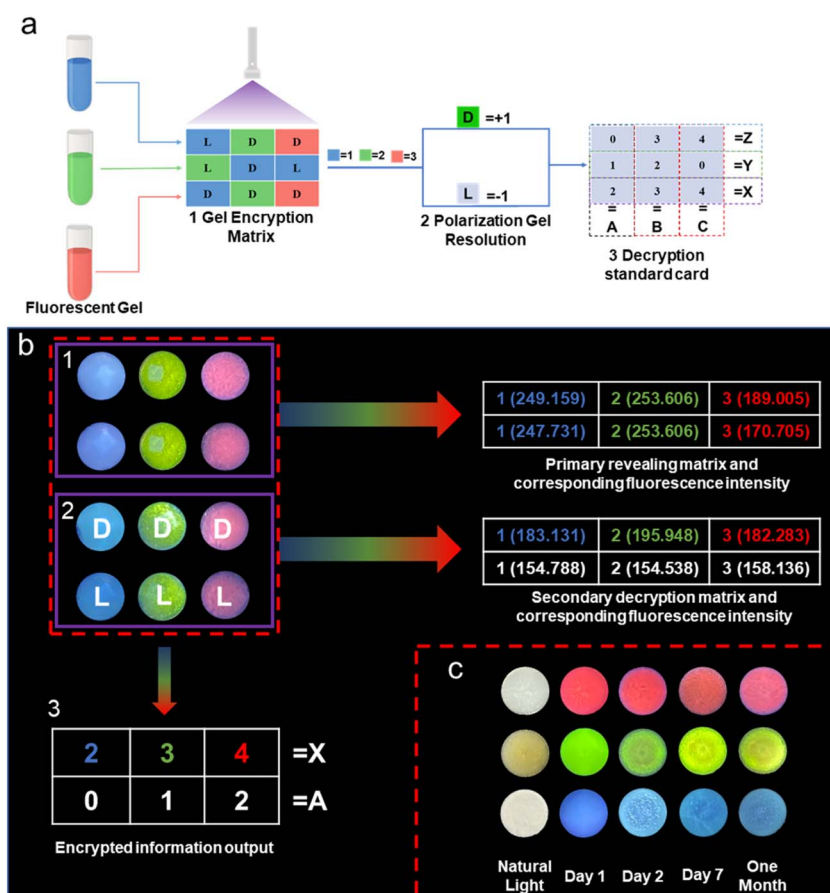 a
L D D
L D L
D D D
1 Gel Encryption
Matrix
Fluorescent Gel
=1 =2 =3
D =+1
L =-1
2 Polarization Gel
Resolution
0 3 4 =Z
1 2 0 =Y
2 3 4 =X
= = =
A B C
3 Decryption
standard card
b
1
1 (249.159) 2 (253.606) 3 (189.005)
1 (247.731) 2 (253.606) 3 (170.705)
Primary revealing matrix and
corresponding fluorescence intensity
2
D D D
L L L
1 (183.131) 2 (195.948) 3 (182.283)
1 (154.788) 2 (154.538) 3 (158.136)
Secondary decryption matrix and
corresponding fluorescence intensity
3
2 3 4 =X
0 1 2 =A
Encrypted information output
c
Natural
Light
Day 1
Day 2
Day 7
One
Month